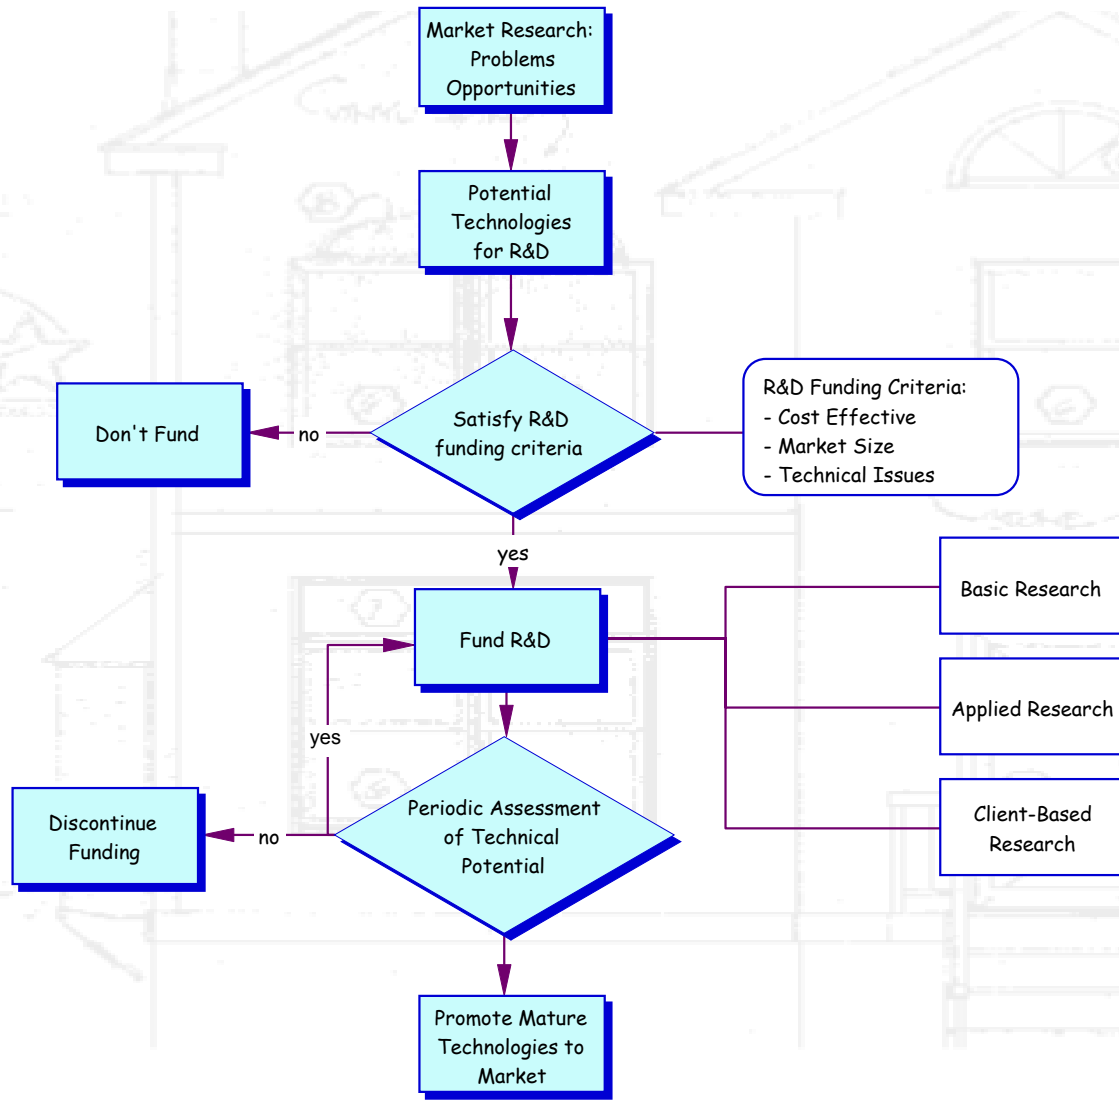 Market Research:
Problems
Opportunities
Potential
Technologies
for R&D
Satisfy R&D
funding criteria
no
Don't Fund
R&D Funding Criteria:
- Cost Effective
- Market Size
- Technical Issues
yes
Fund R&D
Basic Research
Applied Research
Client-Based
Research
yes
Periodic Assessment
of Technical
Potential
no
Discontinue
Funding
Promote Mature
Technologies to
Market